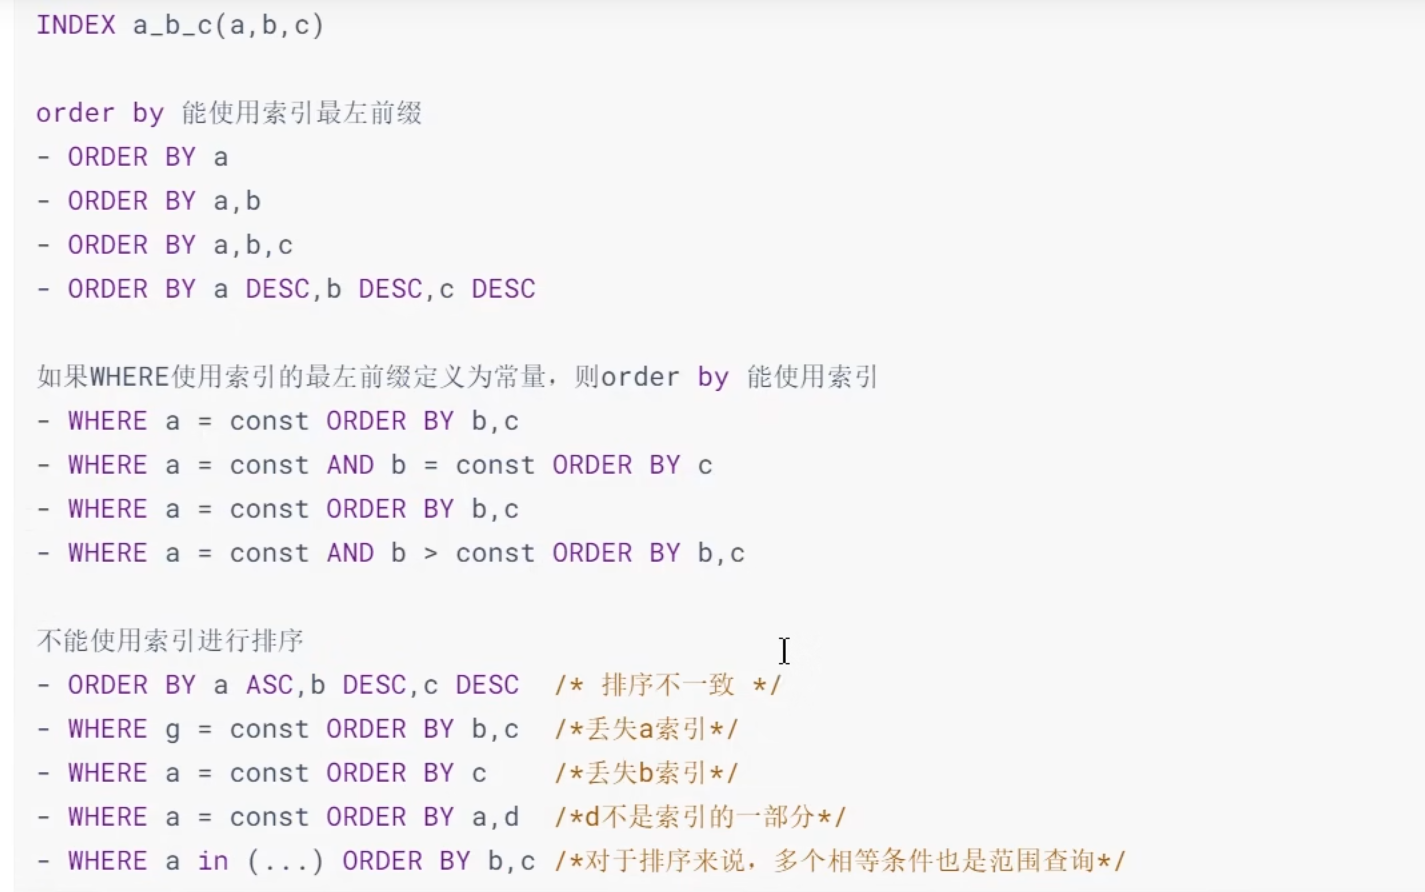 INDEX a_b_c(a,b,c)
order by 能使用索引最左前缀
- ORDER BY a
- ORDER BY a,b
- ORDER BY a,b,c
- ORDER BY a DESC,b DESC,c DESC
如果WHERE使用索引的最左前缀定义为常量，则order by 能使用索引
- WHERE a = const ORDER BY b,c
- WHERE a = const AND b = const ORDER BY c
- WHERE a = const ORDER BY b,c
- WHERE a = const AND b > const ORDER BY b,c
不能使用索引进行排序
- ORDER BY a ASC,b DESC,c DESC /* 排序不一致 */
- WHERE g = const ORDER BY b,c /*丢失a索引*/
- WHERE a = const ORDER BY c /*丢失b索引*/
- WHERE a = const ORDER BY a,d /*d不是索引的一部分*/
- WHERE a in (...) ORDER BY b,c /*对于排序来说，多个相等条件也是范围查询*/